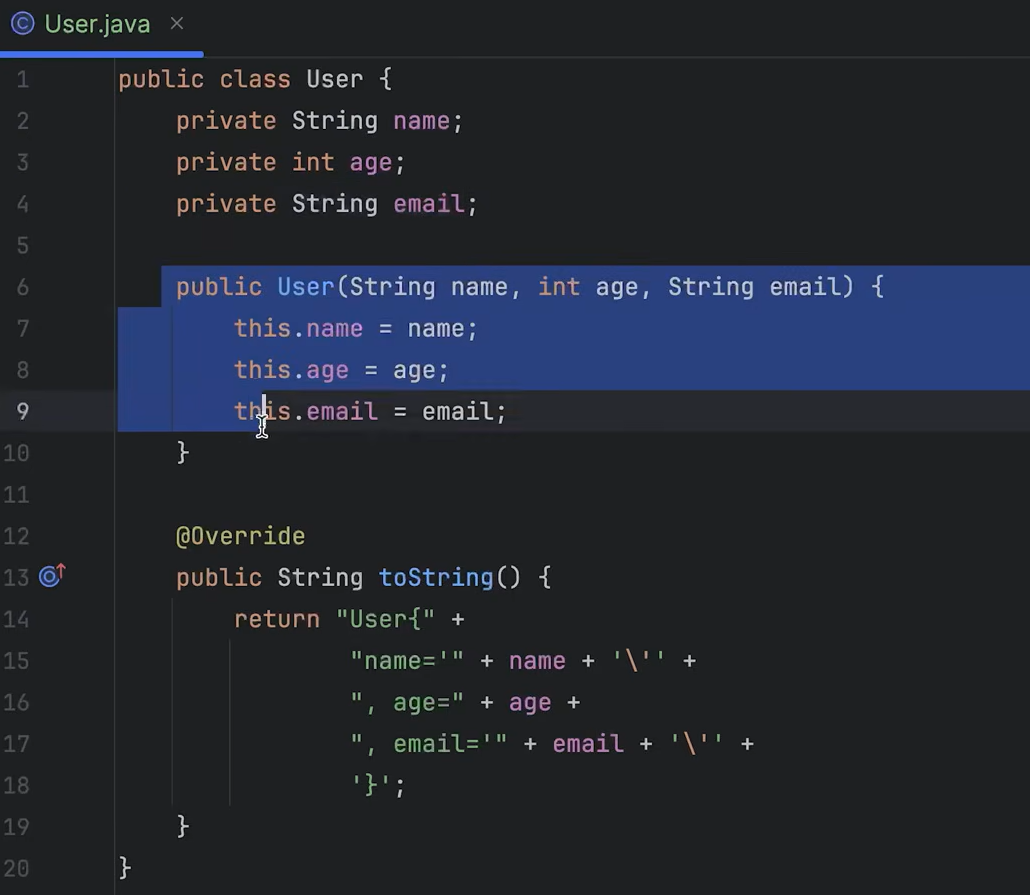 User.java
1 public class User {
2     private String name;
3     private int age;
4     private String email;
5
6     public User(String name, int age, String email) {
7         this.name = name;
8         this.age = age;
9         this.email = email;
10     }
11
12     @Override
13     public String toString() {
14         return "User{" +
15                 "name='" + name + '\'' +
16                 ", age=" + age +
17                 ", email='" + email + '\'' +
18                 '}';
19     }
20 }